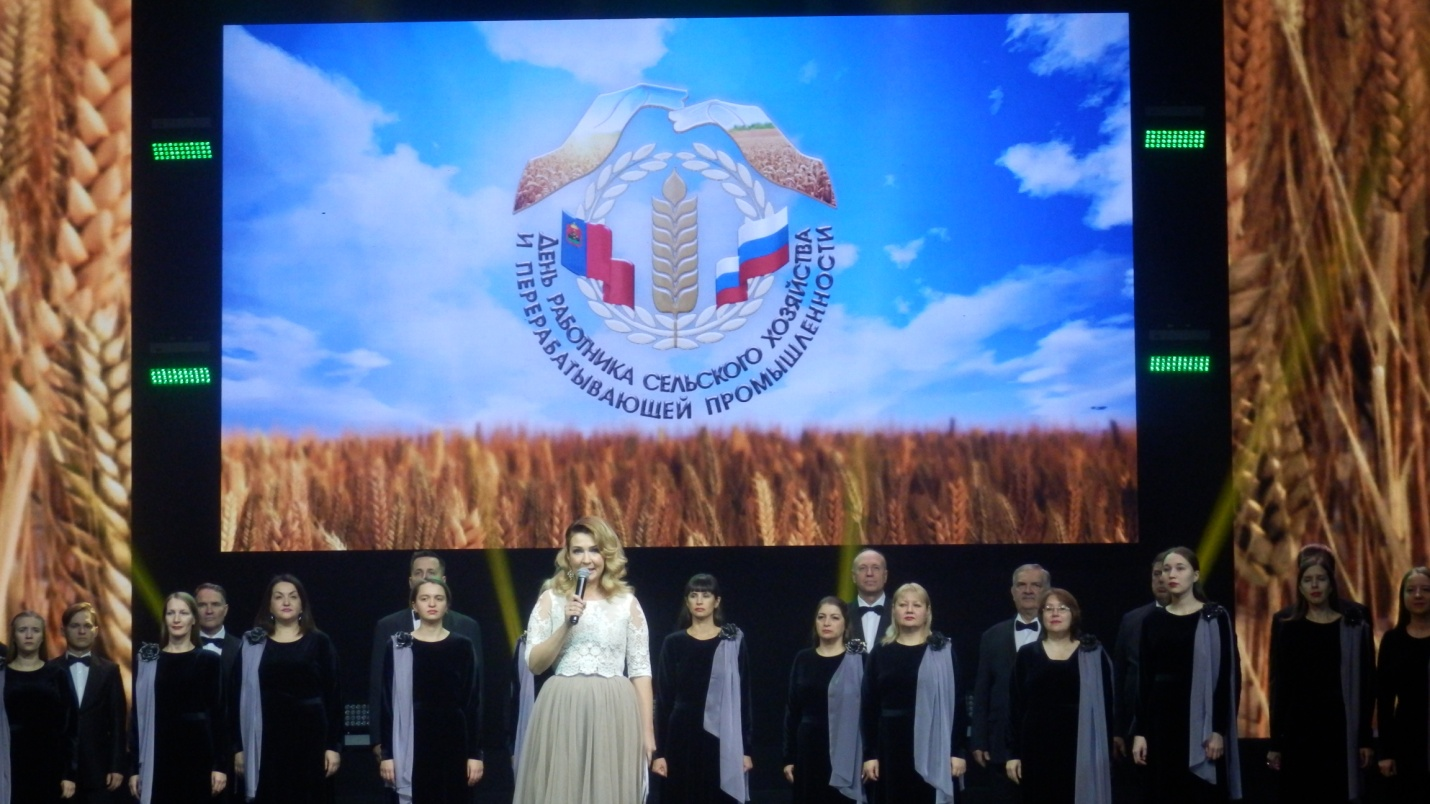 ДЕНЬ РАБОТНИКА СЕЛЬСКОГО ХОЗЯЙСТВА
И ПЕРЕРАБАТЫВАЮЩЕЙ ПРОМЫШЛЕННОСТИ